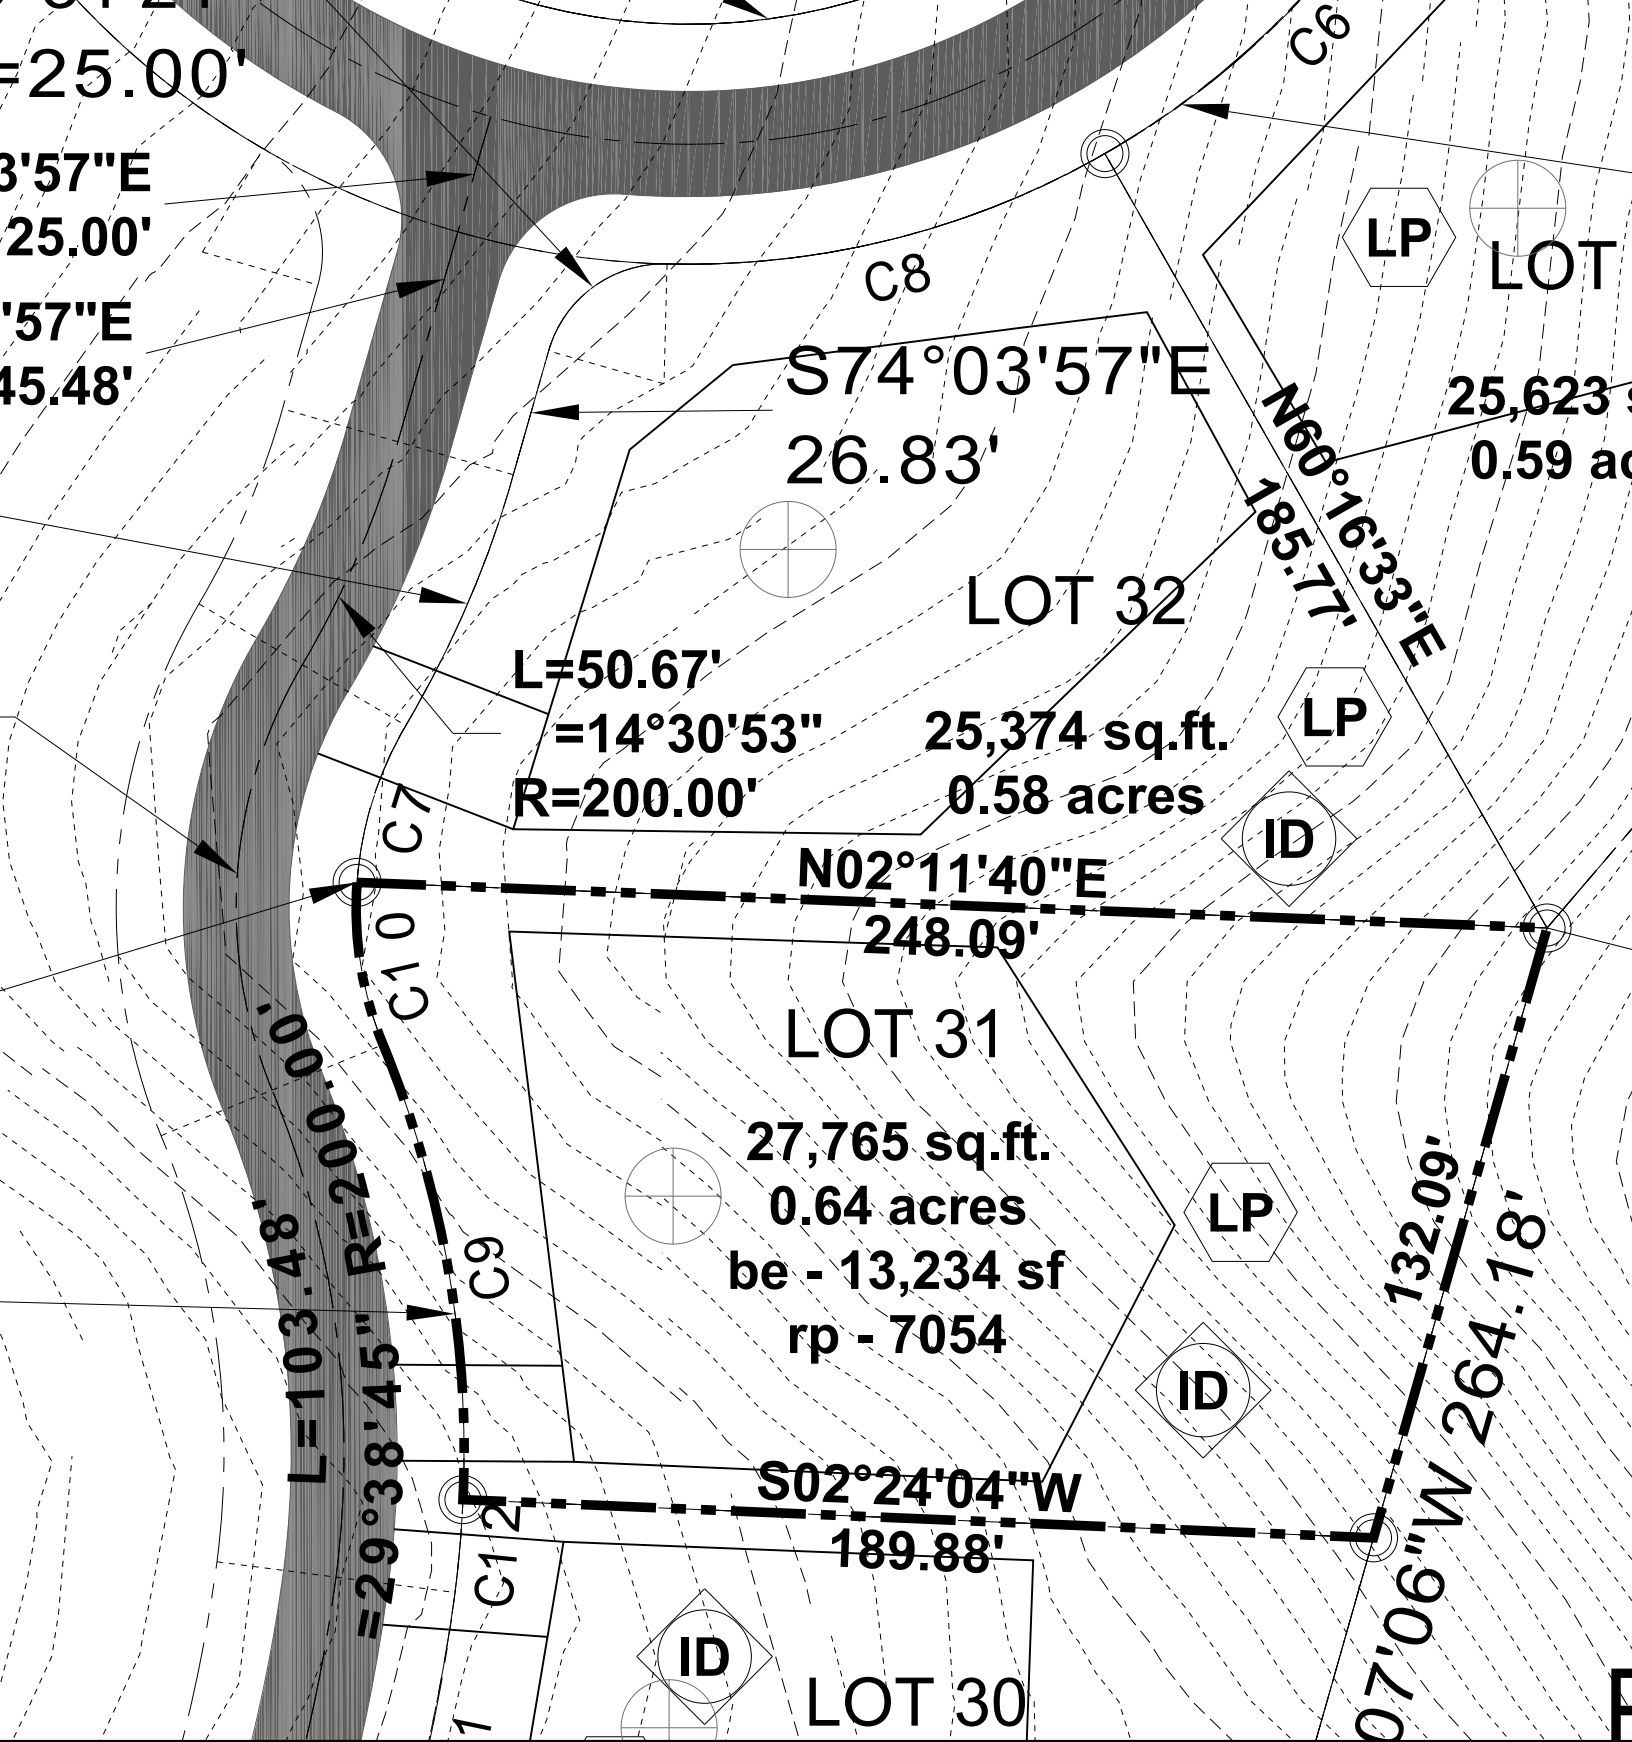 =25.00'
3'57"E
25.00'
'57"E
45.48'
C6
C8
LP
LOT
25,623 s
0.59 ac
S74°03'57"E
26.83'
N60°16'33"E
185.77'
LOT 32
25,374 sq.ft.
0.58 acres
L=50.67'
=14°30'53"
R=200.00'
LP
ID
C7
N02°11'40"E
248.09'
C10
LOT 31
27,765 sq.ft.
0.64 acres
be - 13,234 sf
rp - 7054
LP
ID
C9
L=103.48' R=200.00'
=29°38'45"
132.09'
07'06"W 264.18'
S02°24'04"W
189.88'
C12
ID
LOT 30
1